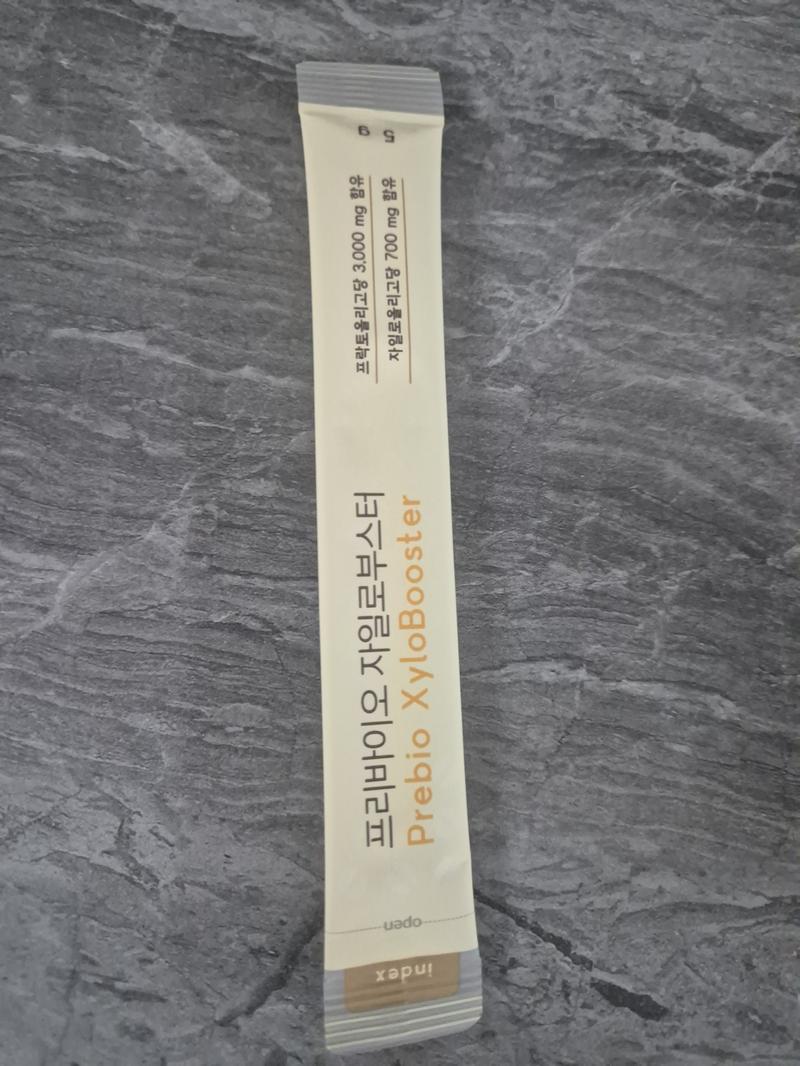 index
open
프리바이오 자일로부스터
Prebio XyloBooster
프락토올리고당 3,000 mg 함유
자일로올리고당 700 mg 함유
5 g